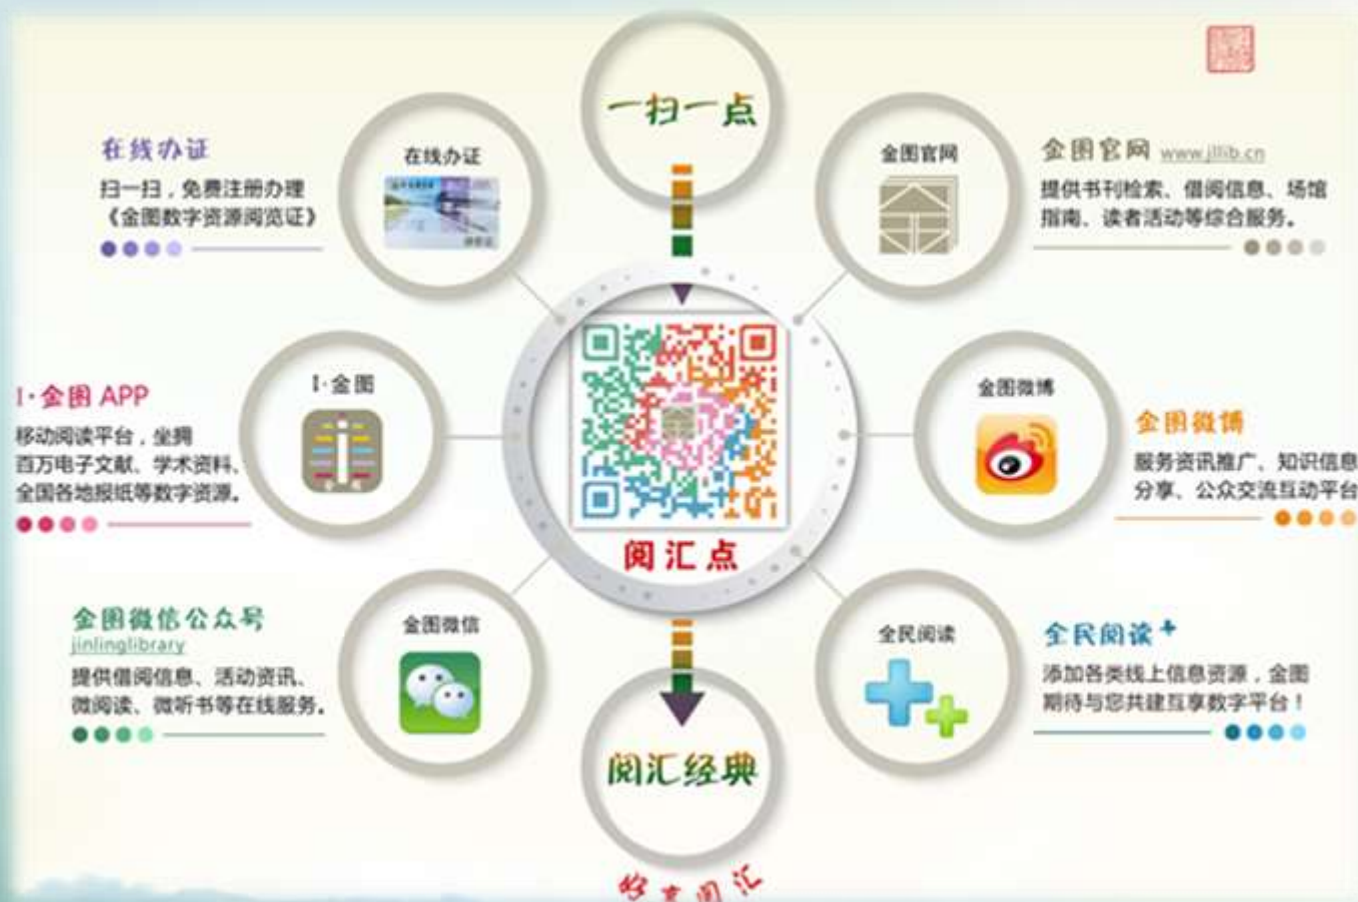 一扫一点
在线办证
扫一扫，免费注册办理
《金图数字资源阅览证》
在线办证
金图官网
金图官网 www.jllib.cn
提供书刊检索、借阅信息、场馆
指南、读者活动等综合服务。
I·金图 APP
移动阅读平台，坐拥
百万电子文献、学术资料、
全国各地报纸等数字资源。
I·金图
阅汇点
金图微博
金图微博
服务资讯推广、知识信息
分享、公众交流互动平台
金图微信公众号
jinlinglibrary
提供借阅信息、活动资讯、
微阅读、微听书等在线服务。
金图微信
全民阅读
全民阅读+
添加各类线上信息资源，金图
期待与您共建互享数字平台！
阅汇经典
好享阅汇